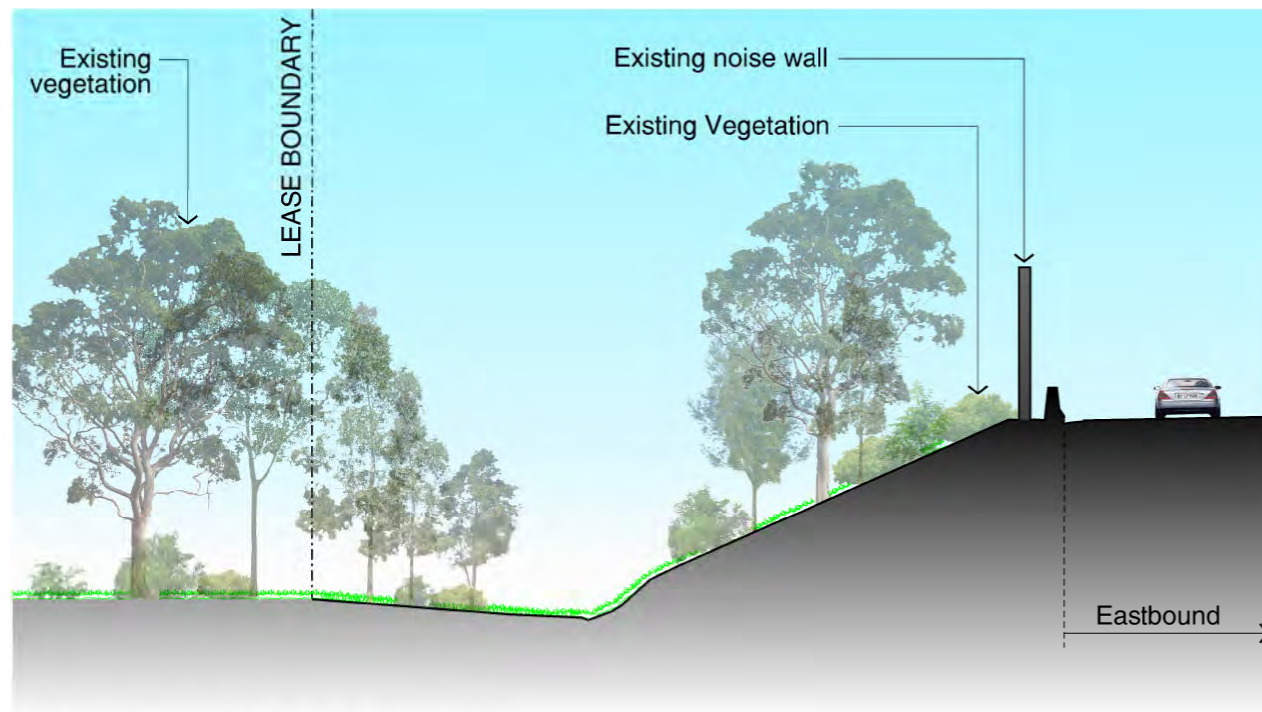 Existing
vegetation
LEASE BOUNDARY
Existing noise wall
Existing Vegetation
Eastbound